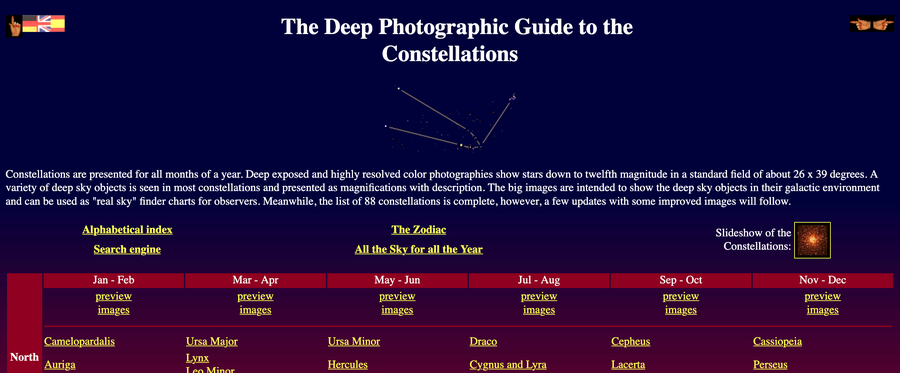 The Deep Photographic Guide to the
Constellations
Constellations are presented for all months of a year. Deep exposed and highly resolved color photographies show stars down to twelfth magnitude in a standard field of about 26 x 39 degrees. A
variety of deep sky objects is seen in most constellations and presented as magnifications with description. The big images are intended to show the deep sky objects in their galactic environment
and can be used as "real sky" finder charts for observers. Meanwhile, the list of 88 constellations is complete, however, a few updates with some improved images will follow.
Alphabetical index
The Zodiac
Slideshow of the
Constellations:
Search engine
All the Sky for all the Year
Jan - Feb
Mar - Apr
May - Jun
Jul - Aug
Sep - Oct
Nov - Dec
preview
preview
preview
preview
preview
preview
images
images
images
images
images
images
North
Camelopardalis
Ursa Major
Ursa Minor
Draco
Cepheus
Cassiopeia
Auriga
Lynx
Leo Minor
Hercules
Cygnus and Lyra
Lacerta
Perseus